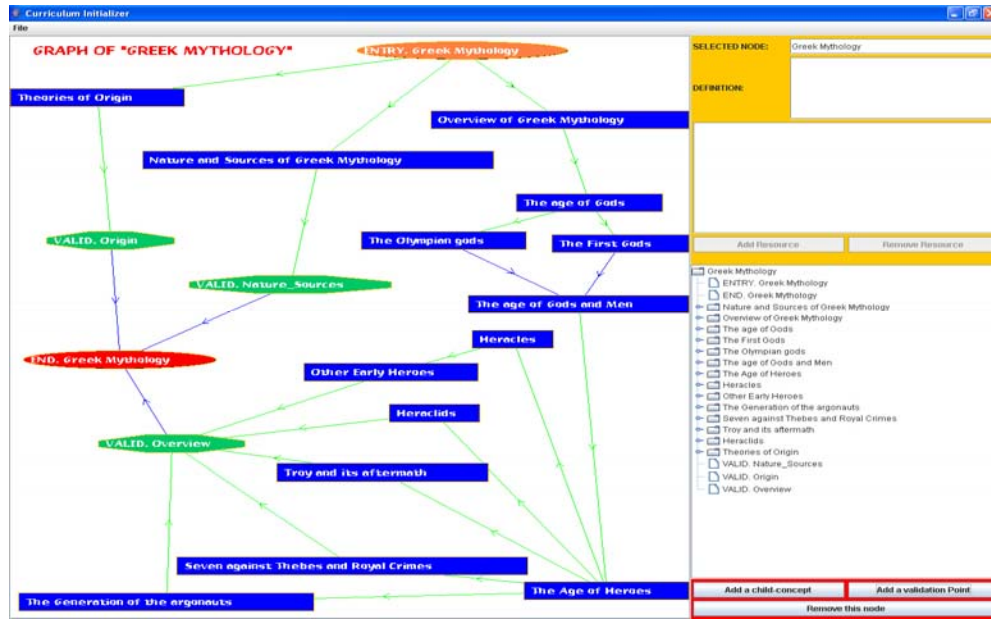 Curriculum Initializer
File
GRAPH OF "GREEK MYTHOLOGY"
ENTRY. Greek Mythology
Theories of Origin
Overview of Greek Mythology
Nature and Sources of Greek Mythology
The age of Gods
VALID. Origin
The Olympian gods
The First Gods
VALID. Nature_Sources
The age of Gods and Men
Heracles
END. Greek Mythology
Other Early Heroes
Heraclids
VALID. Overview
Troy and its aftermath
Seven against Thebes and Royal Crimes
The Age of Heroes
The Generation of the argonauts
SELECTED NODE:
Greek Mythology
DEFINITION:
Add Resource
Remove Resource
Greek Mythology
ENTRY. Greek Mythology
END. Greek Mythology
Nature and Sources of Greek Mythology
Overview of Greek Mythology
The age of Gods
The First Gods
The Olympian gods
The age of Gods and Men
The Age of Heroes
Heracles
Other Early Heroes
The Generation of the argonauts
Seven against Thebes and Royal Crimes
Troy and its aftermath
Heraclids
Theories of Origin
VALID. Nature_Sources
VALID. Origin
VALID. Overview
Add a child-concept
Add a validation Point
Remove this node